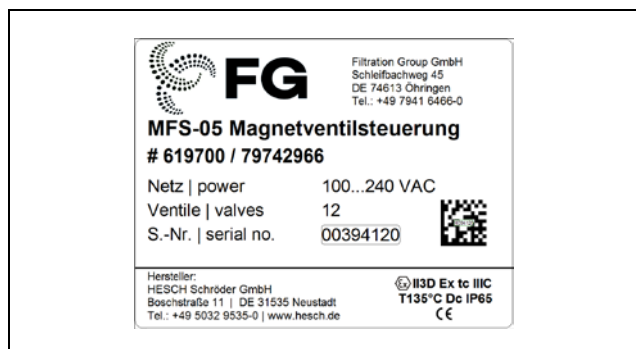 FG
Filtration Group GmbH
Schleifbachweg 45
DE 74613 Öhringen
Tel.: +49 7941 6466-0
MFS-05 Magnetventilsteuerung
# 619700 / 79742966
Netz | power 100...240 VAC
Ventile | valves 12
S.-Nr. | serial no. 00394120
Hersteller:
HESCH Schröder GmbH
Boschstraße 11 | DE 31535 Neustadt
Tel.: +49 5032 9535-0 | www.hesch.de
εx II3D Ex tc IIIC
T135°C Dc IP65
CE